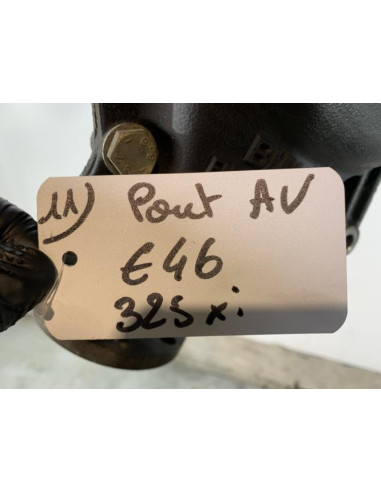 11) Pont AV
E46
325xi